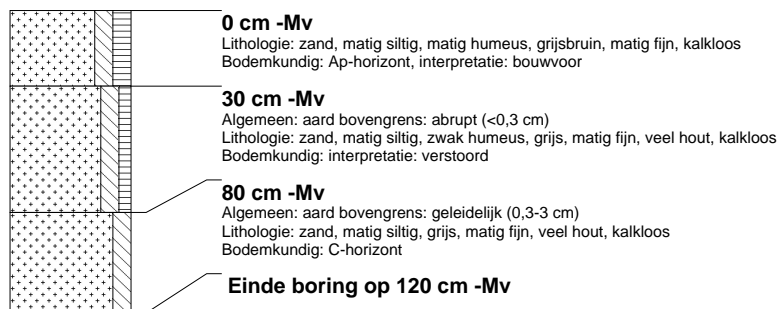 0 cm -Mv
Lithologie: zand, matig siltig, matig humeus, grijsbruin, matig fijn, kalkloos
Bodemkundig: Ap-horizont, interpretatie: bouwvoor
30 cm -Mv
Algemeen: aard bovengrens: abrupt (<0,3 cm)
Lithologie: zand, matig siltig, zwak humeus, grijs, matig fijn, veel hout, kalkloos
Bodemkundig: interpretatie: verstoord
80 cm -Mv
Algemeen: aard bovengrens: geleidelijk (0,3-3 cm)
Lithologie: zand, matig siltig, grijs, matig fijn, veel hout, kalkloos
Bodemkundig: C-horizont
Einde boring op 120 cm -Mv